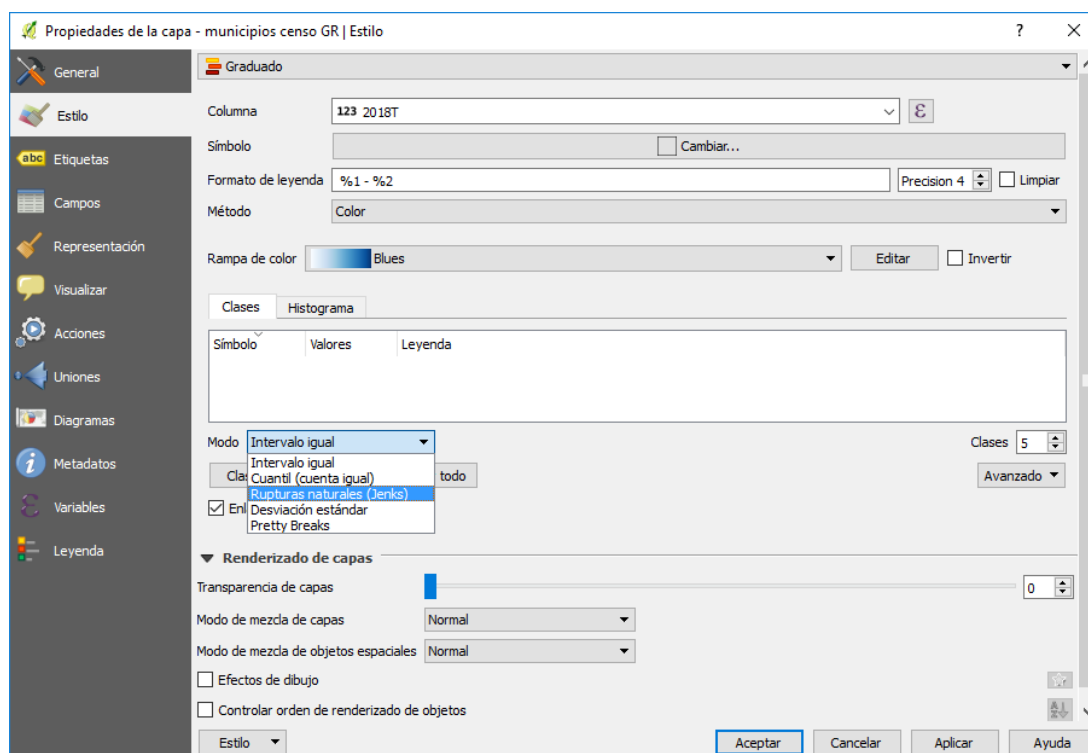 Propiedades de la capa - municipios censo GR | Estilo ? X
General
Estilo
abc Etiquetas
Campos
Representación
Visualizar
Acciones
Uniones
Diagramas
Metadatos
Variables
Leyenda
Graduado
Columna 123 2018T ε
Símbolo Cambiar...
Formato de leyenda %1 - %2 Precision 4 Limpiar
Método Color
Rampa de color Blues Editar Invertir
Clases Histograma
Símbolo Valores Leyenda
Modo Intervalo igual Clases 5
Intervalo igual
Cuantil (cuenta igual)
Rupturas naturales (Jenks)
Desviación estándar
Pretty Breaks
Clas todo Avanzado
Enl
Renderizado de capas
Transparencia de capas 0
Modo de mezcla de capas Normal
Modo de mezcla de objetos espaciales Normal
Efectos de dibujo
Controlar orden de renderizado de objetos
Estilo Aceptar Cancelar Aplicar Ayuda